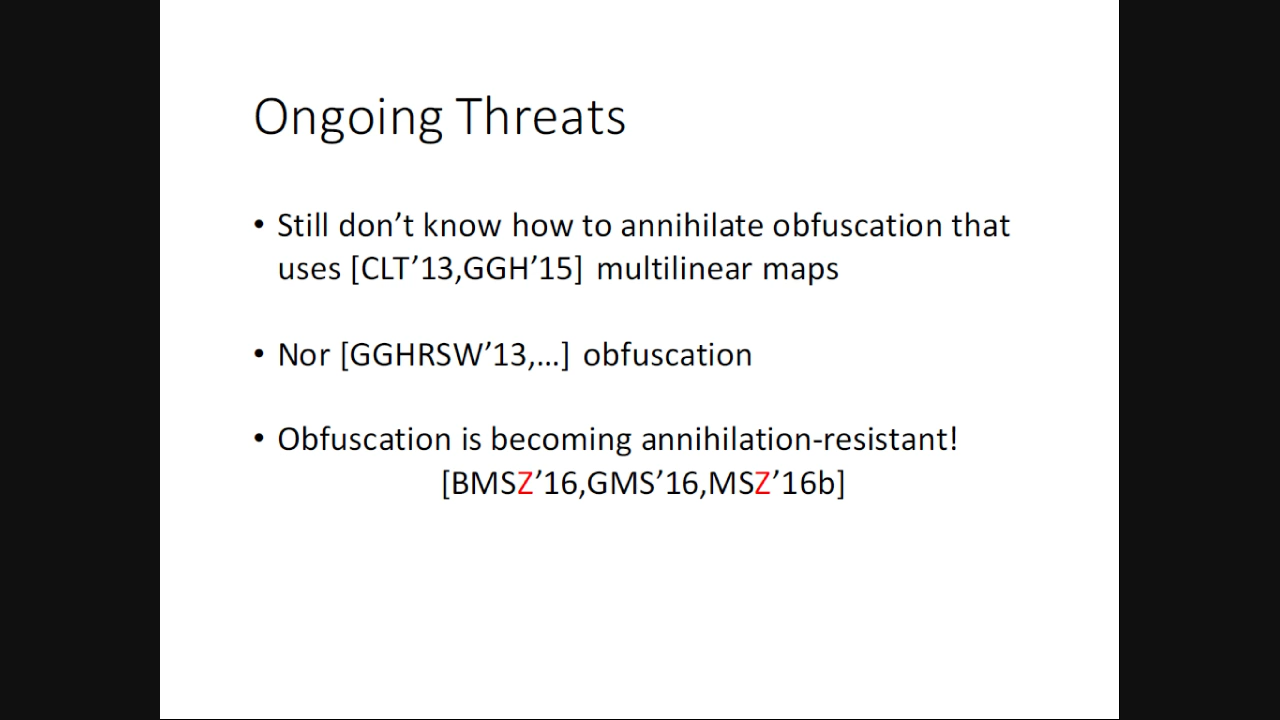 Ongoing Threats
• Still don’t know how to annihilate obfuscation that
uses [CLT’13,GGH’15] multilinear maps
• Nor [GGHRSW’13,...] obfuscation
• Obfuscation is becoming annihilation-resistant!
[BMSZ’16,GMS’16,MSZ’16b]